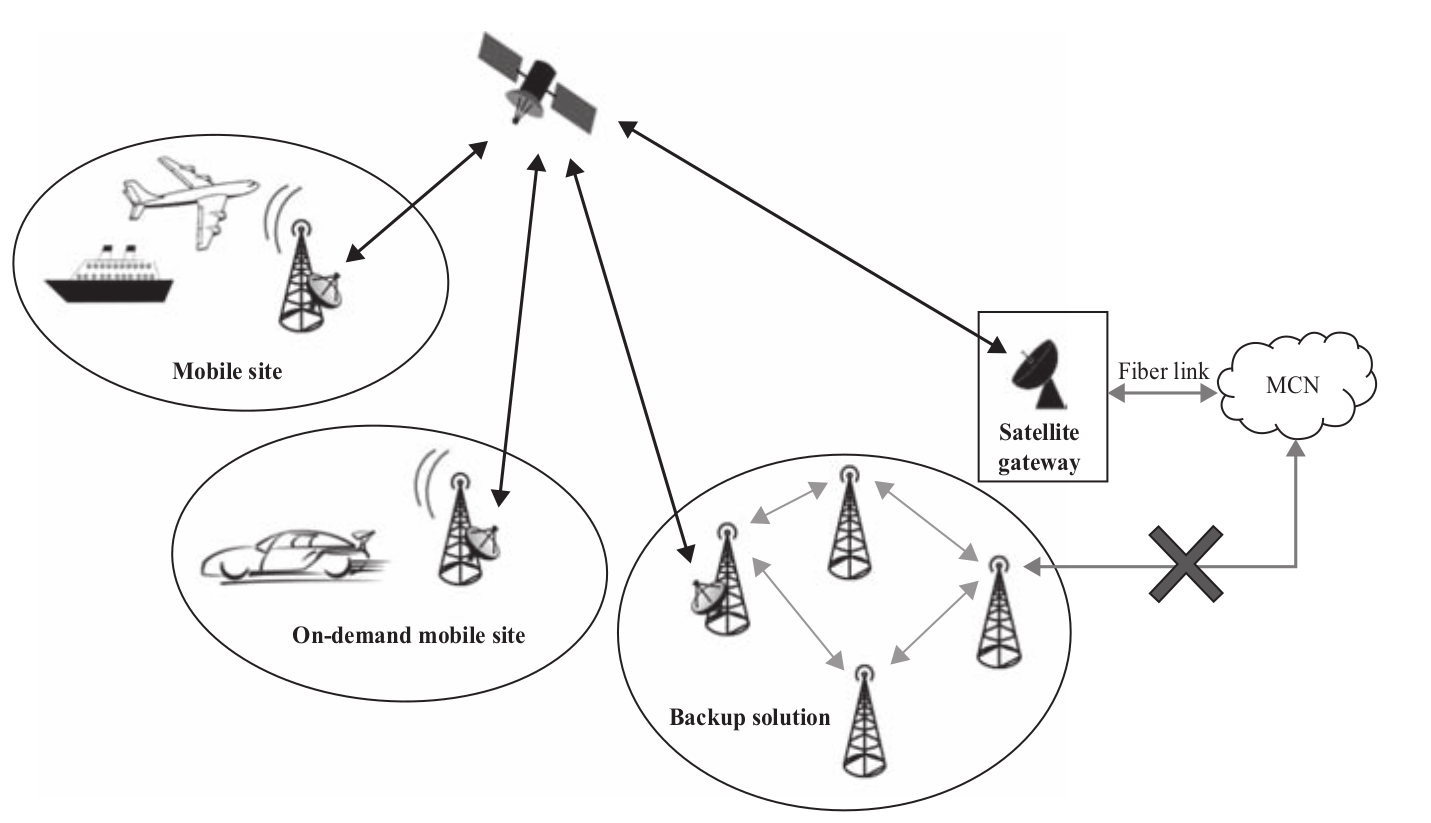 Mobile site
Fiber link
MCN
Satellite
gateway
On-demand mobile site
Backup solution